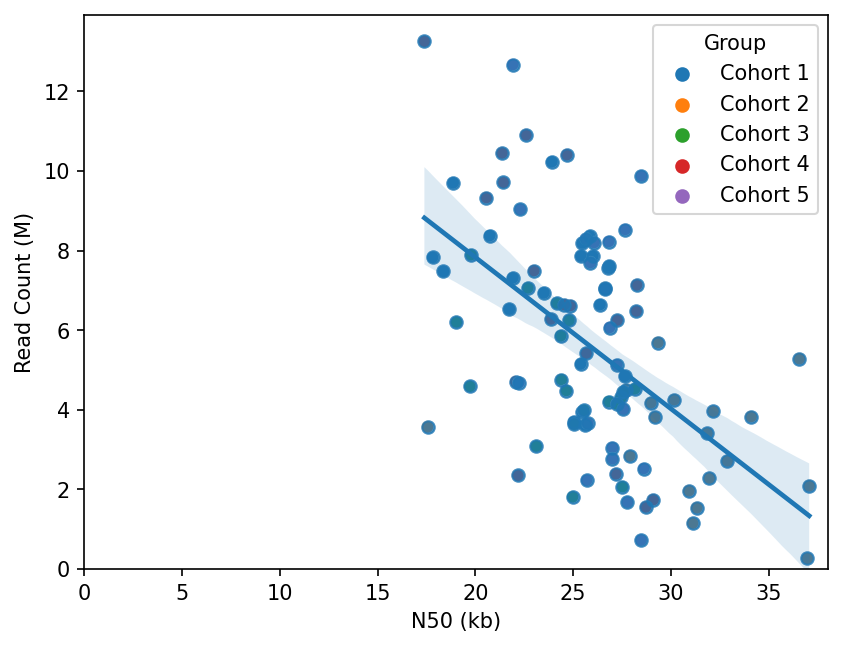 Group
Cohort 1
Cohort 2
Cohort 3
Cohort 4
Cohort 5
12
10
8
6
4
2
0
Read Count (M)
0 5 10 15 20 25 30 35
N50 (kb)